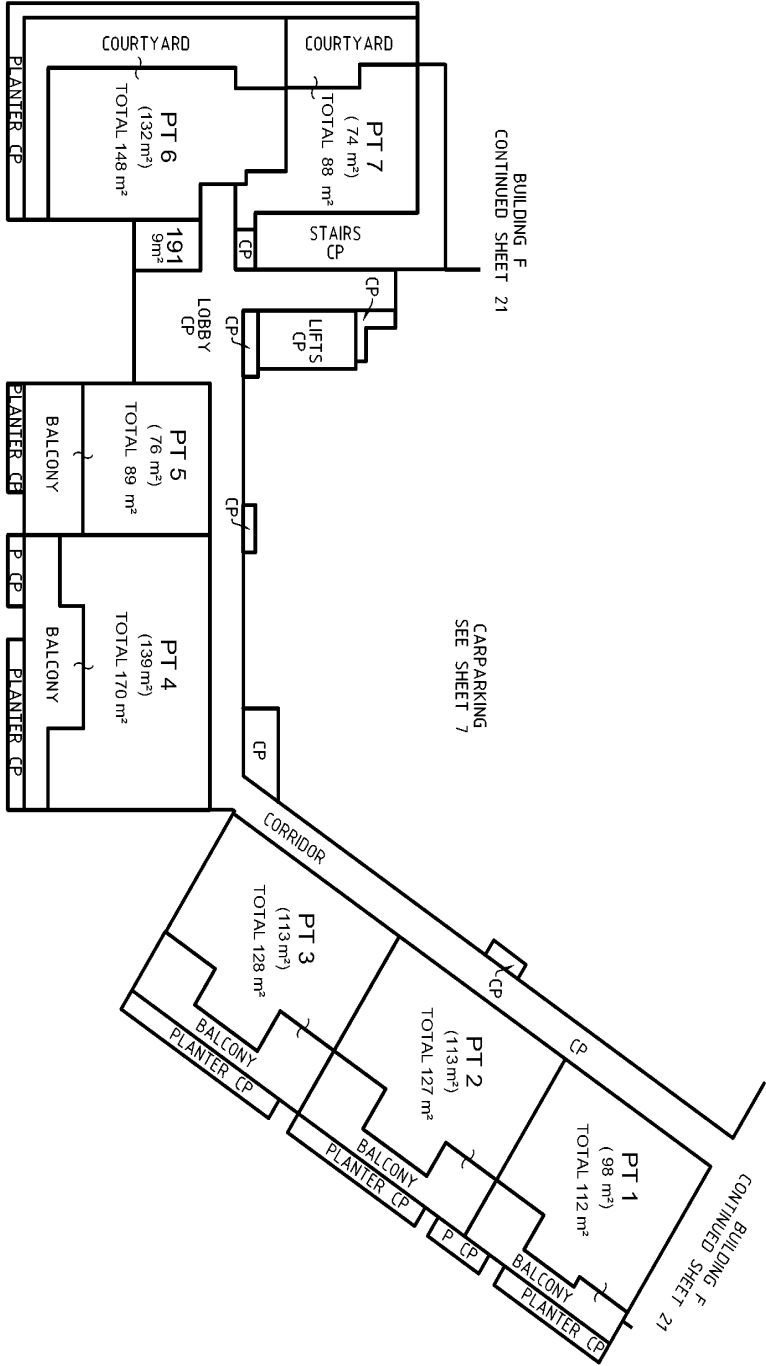 COURTYARD
COURTYARD
PLANTER CP
PT 6
(132 m²)
TOTAL 148 m²
PT 7
( 74 m²)
TOTAL 88 m²
BUILDING F
CONTINUED SHEET 21
STAIRS
CP
CP
191
9m²
CP
LIFTS
CP
CP
LOBBY
CP
PLANTER CP
BALCONY
PT 5
( 76 m²)
TOTAL 89 m²
CP
P CP
BALCONY
PT 4
(139 m²)
TOTAL 170 m²
PLANTER CP
CARPARKING
SEE SHEET 7
CP
CORRIDOR
PT 3
(113 m²)
TOTAL 128 m²
BALCONY
PLANTER CP
CP
CP
PT 2
(113 m²)
TOTAL 127 m²
BALCONY
PLANTER CP
P CP
PT 1
( 98 m²)
TOTAL 112 m²
BALCONY
PLANTER CP
BUILDING F
CONTINUED SHEET 21